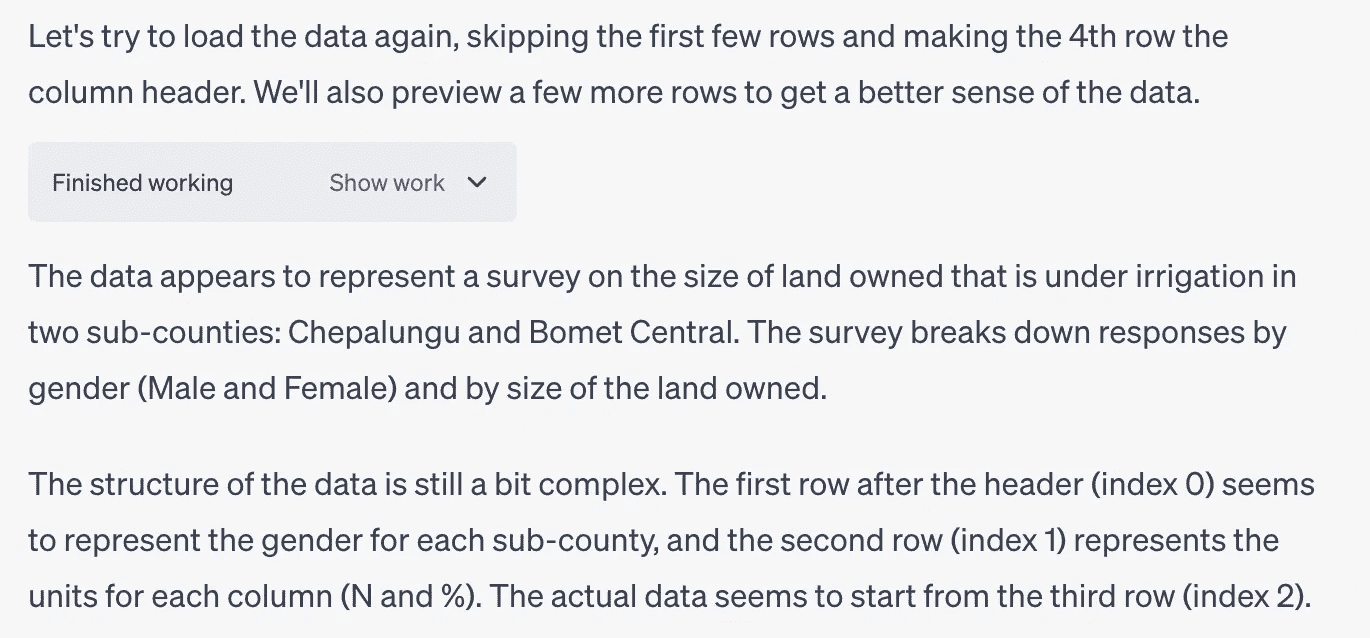 Let's try to load the data again, skipping the first few rows and making the 4th row the
column header. We'll also preview a few more rows to get a better sense of the data.
Finished working Show work
The data appears to represent a survey on the size of land owned that is under irrigation in
two sub-counties: Chepalungu and Bomet Central. The survey breaks down responses by
gender (Male and Female) and by size of the land owned.
The structure of the data is still a bit complex. The first row after the header (index 0) seems
to represent the gender for each sub-county, and the second row (index 1) represents the
units for each column (N and %). The actual data seems to start from the third row (index 2).